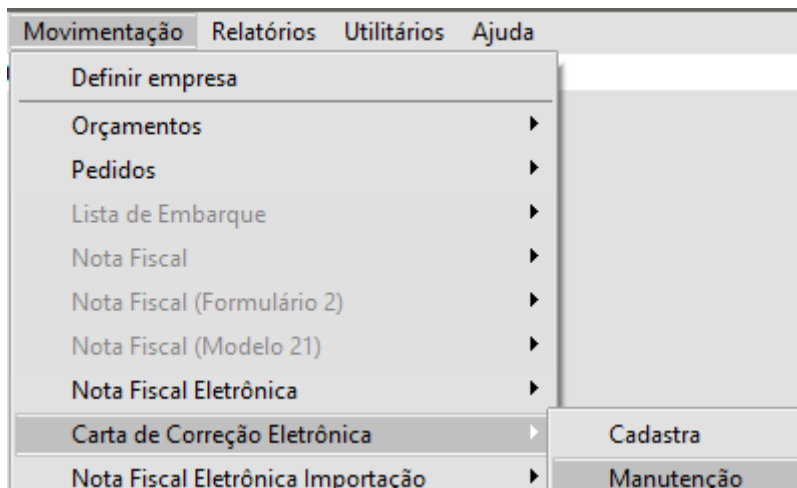 Movimentação Relatórios Utilitários Ajuda
Definir empresa
Orçamentos
Pedidos
Lista de Embarque
Nota Fiscal
Nota Fiscal (Formulário 2)
Nota Fiscal (Modelo 21)
Nota Fiscal Eletrônica
Carta de Correção Eletrônica Cadastra
Nota Fiscal Eletrônica Importação Manutenção